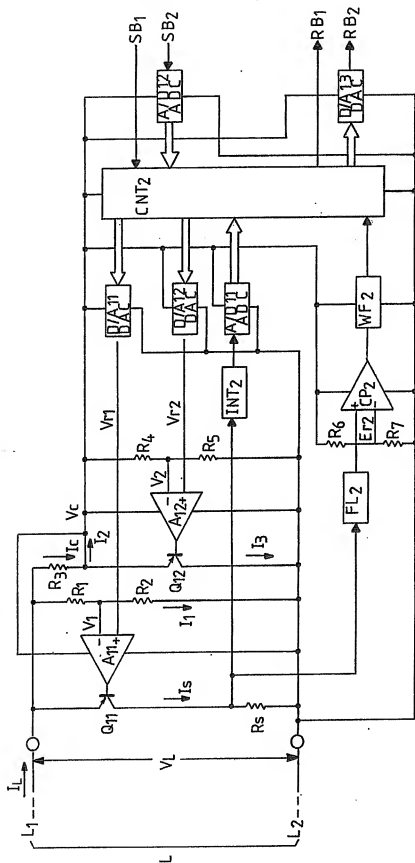 SB1
SB2
RB1
RB2
A/D12
ADC
D/A13
DAC
CNT2
D/A11
DAC
D/A12
DAC
A/D11
ADC
INT2
WF2
CP2
+
−
Er2
R6
R7
FL2
Vr1
Vr2
Vc
Ic
I2
R3
R1
R2
R4
R5
V1
V2
−
A11+
−
A12+
Q11
Q12
I1
I3
Is
Rs
IL
L1
L2
L
VL